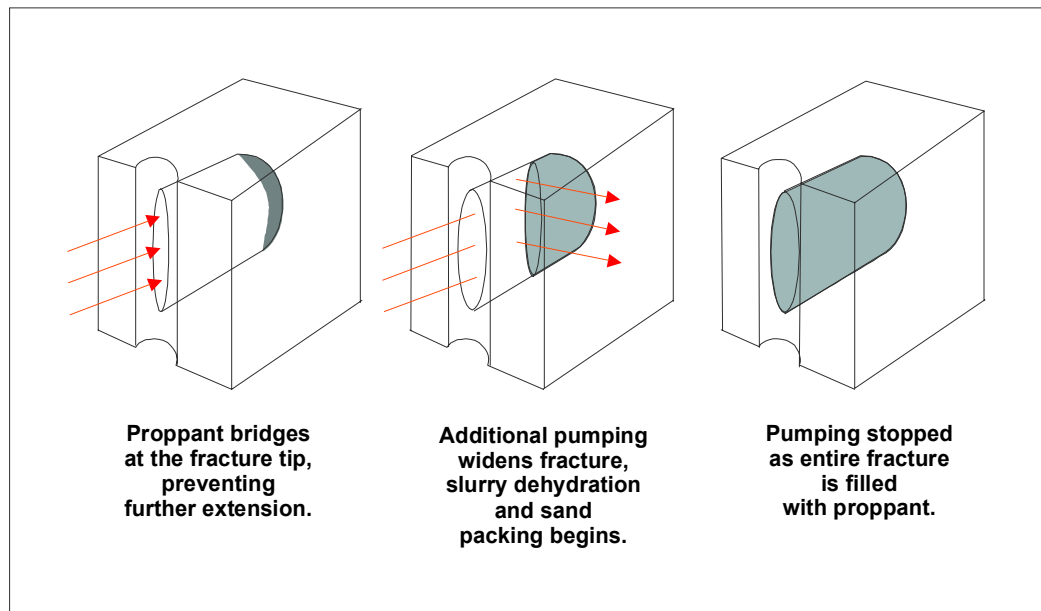 Proppant bridges
at the fracture tip,
preventing
further extension.
Additional pumping
widens fracture,
slurry dehydration
and sand
packing begins.
Pumping stopped
as entire fracture
is filled
with proppant.